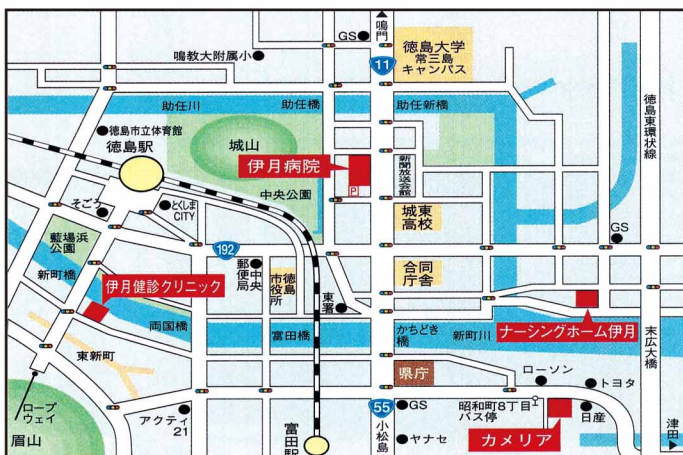 鳴門
GS
鳴教大附属小
11
徳島大学
常三島
キャンパス
助任川
助任橋
助任新橋
徳島東環状線
徳島市立体育館
徳島駅
城山
伊月病院
P
新聞放送会館
中央公園
そごう
とくしま
CITY
城東
高校
藍場浜
公園
192
GS
新町橋
中央
郵便局
徳島
市役所
合同
庁舎
伊月健診クリニック
東署
ナーシングホーム伊月
両国橋
富田橋
かちどき
橋
新町川
末広大橋
東新町
県庁
ローソン
トヨタ
ロープ
ウェイ
アクティ
21
55
GS
昭和町8丁目
バス停
日産
眉山
富田駅
小松島
ヤナセ
カメリア
津田